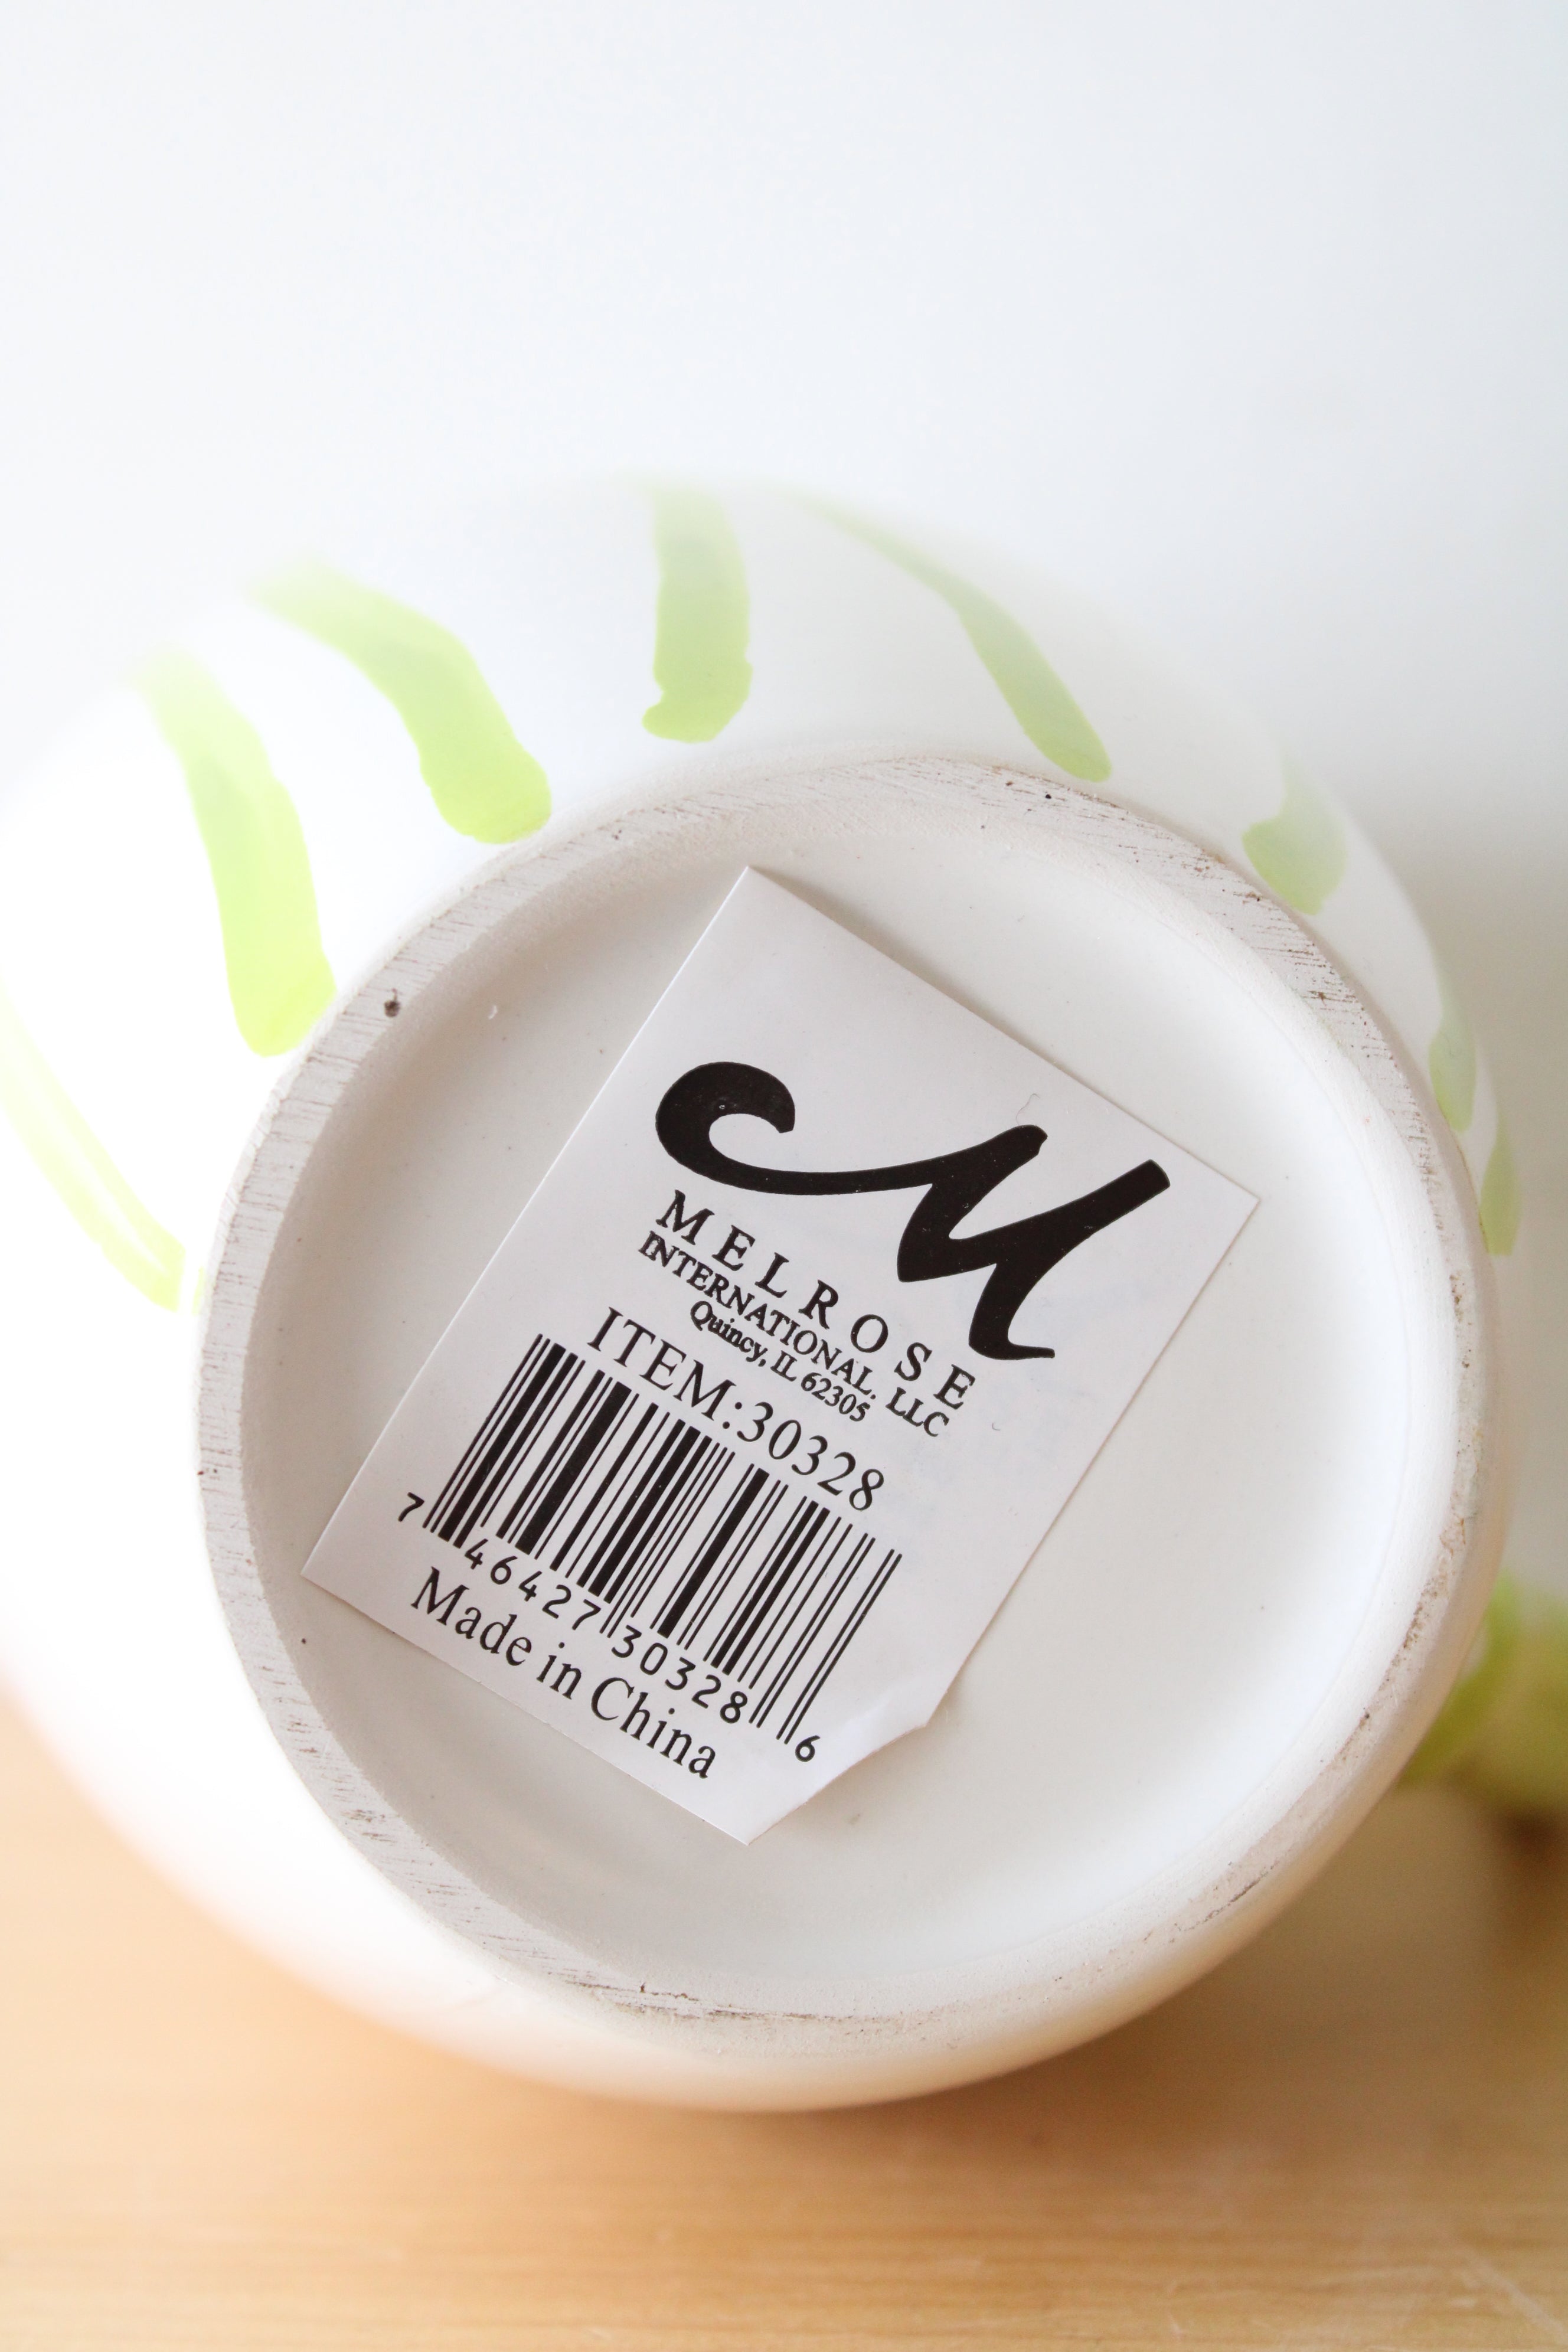 M
MELROSE
INTERNATIONAL. LLC
Quincy, IL 62305
ITEM:30328
7 46427 30328 6
Made in China